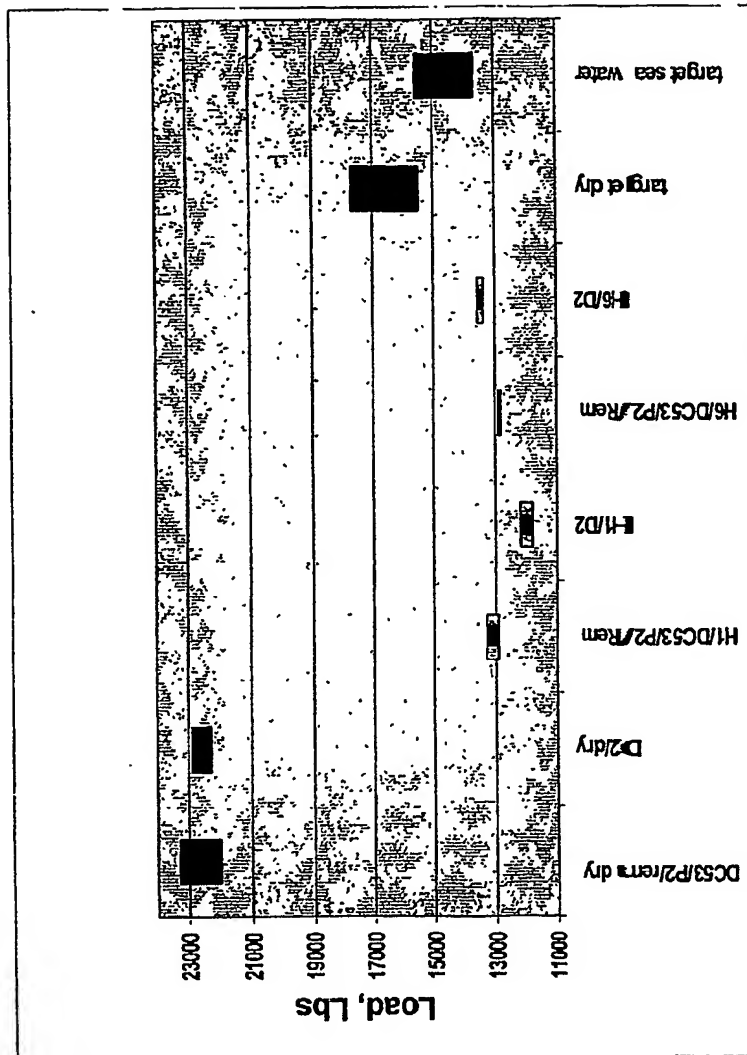 target sea water
target dry
H6/D2
H6/DC53/P2/Rem
H1/D2
H1/DC53/P2/Rem
D2/dry
DC53/P2/rem dry
23000
21000
19000
17000
15000
13000
11000
Load, Lbs